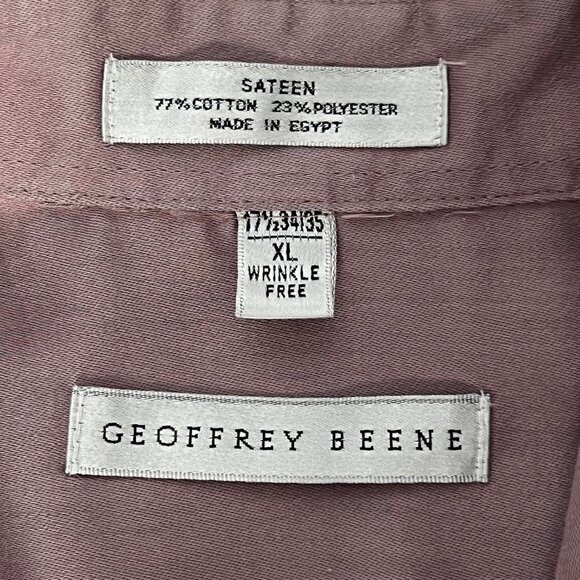 SATEEN
77% COTTON 23% POLYESTER
MADE IN EGYPT
17½ 34/35
XL
WRINKLE
FREE
GEOFFREY BEENE